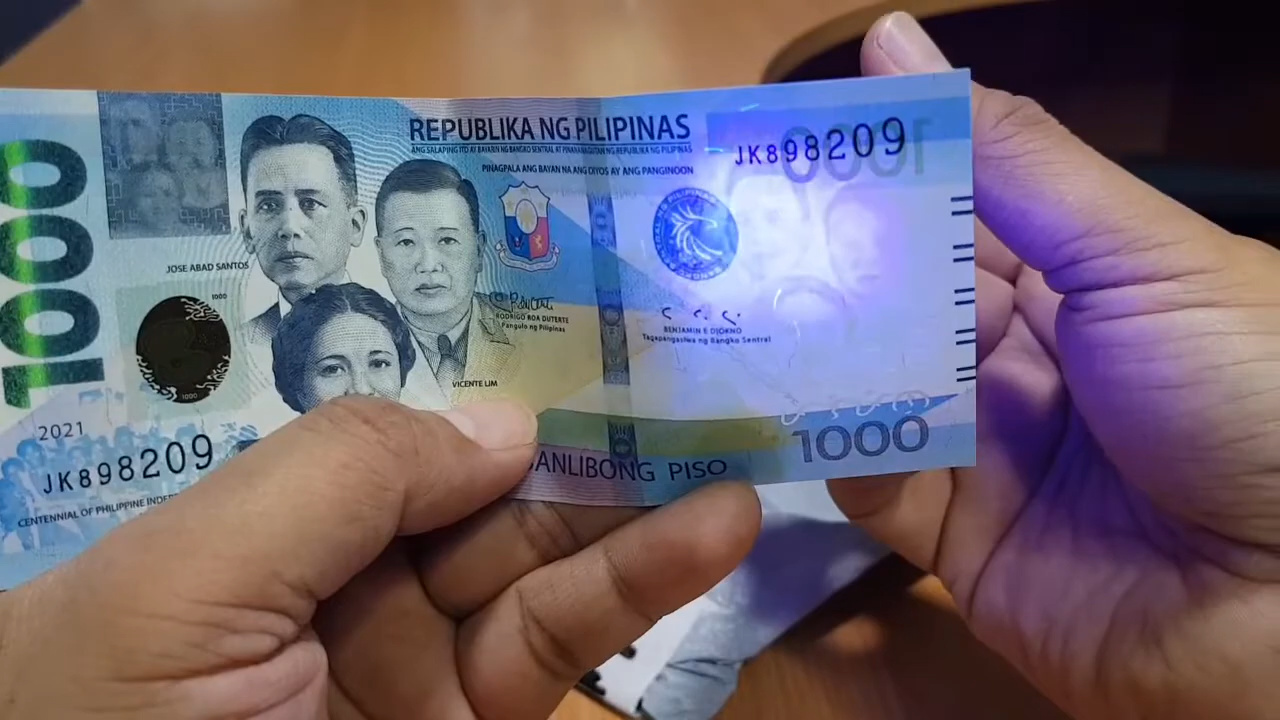 REPUBLIKA NG PILIPINAS
ANG SALAPING ITO AY BAYARIN NG BANGKO SENTRAL AT PINANANAGUTAN NG REPUBLIKA NG PILIPINAS
PINAGPALA ANG BAYAN NA ANG DIYOS AY ANG PANGINOON
JK898209
1000
1000
JOSE ABAD SANTOS
1000
RODRIGO ROA DUTERTE
Pangulo ng Pilipinas
BENJAMIN E DIOKNO
Tagapangasiwa ng Bangko Sentral
VICENTE LIM
1000
2021
JK898209
1000
SANLIBONG PISO
CENTENNIAL OF PHILIPPINE